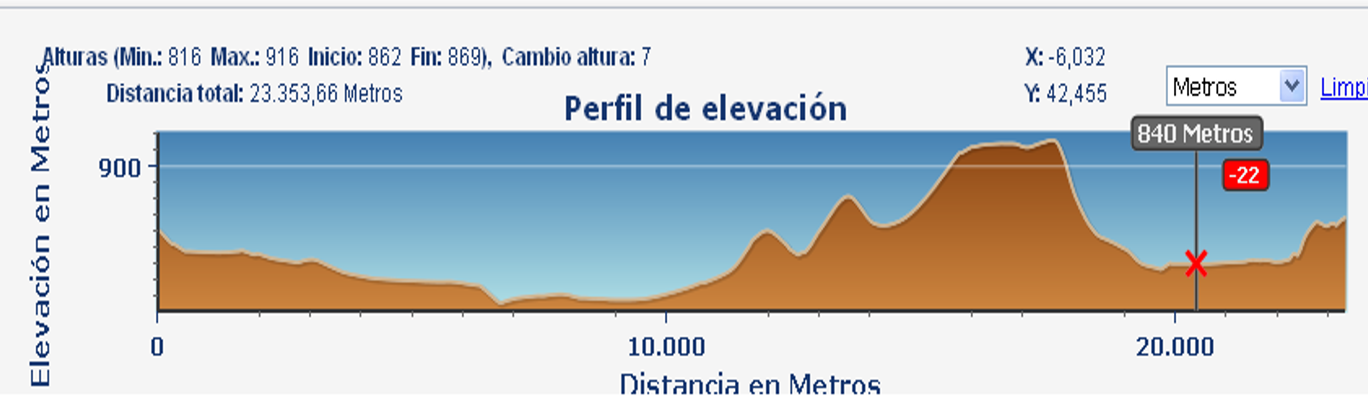 Alturas (Min.: 816 Max.: 916 Inicio: 862 Fin: 869), Cambio altura: 7
Distancia total: 23.353,66 Metros
X: -6,032
Y: 42,455
Metros
Limpi
Perfil de elevación
840 Metros
-22
Elevación en Metros
900
0 10.000 20.000
Distancia en Metros